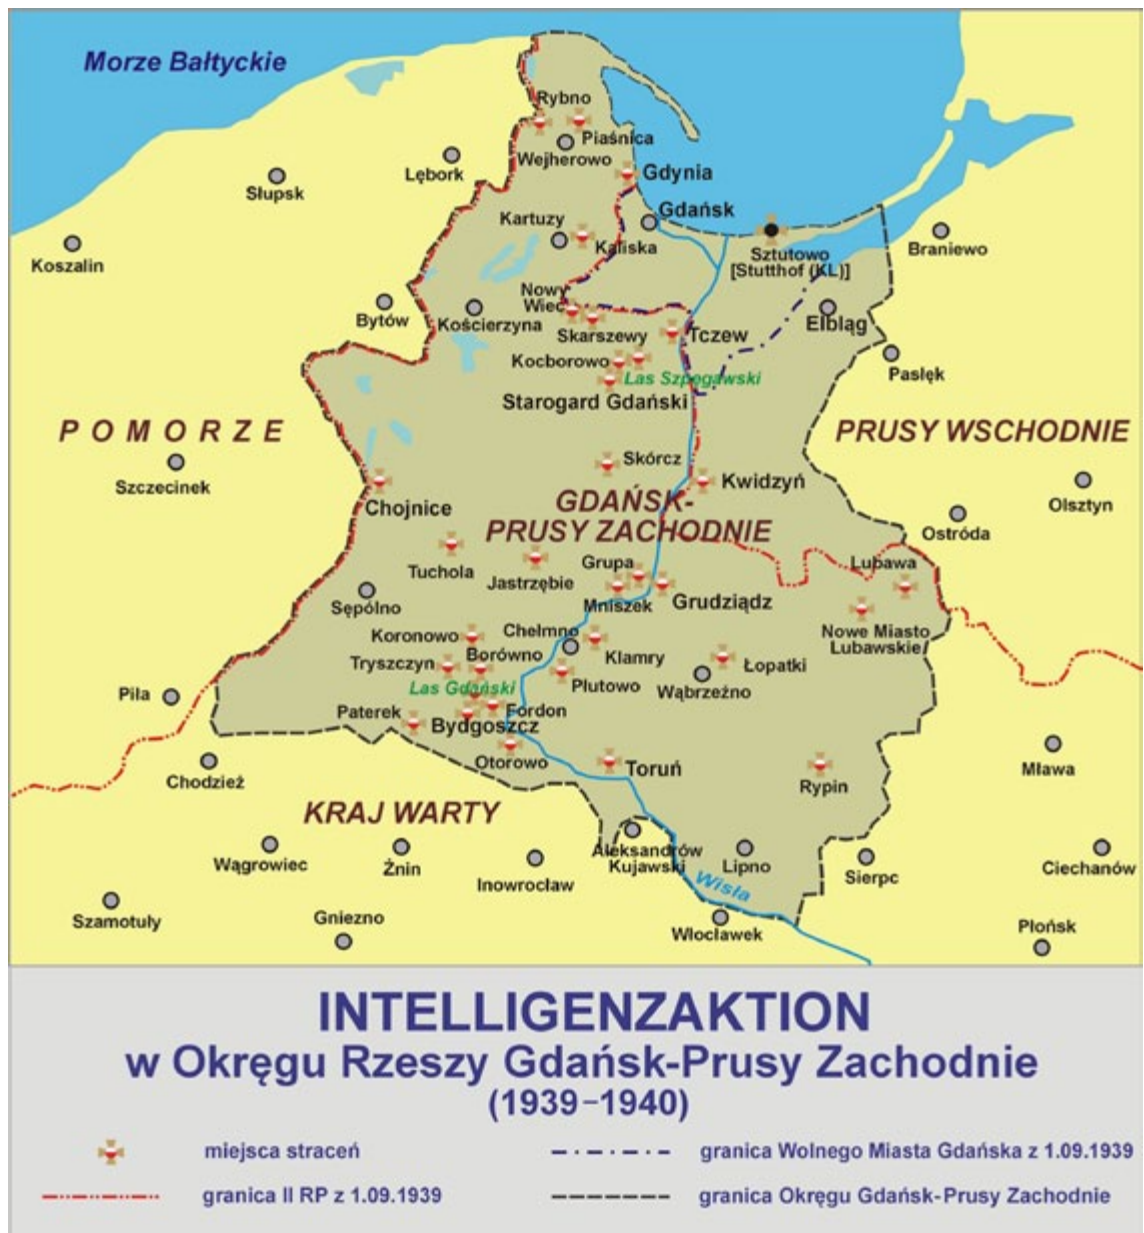 Morze Bałtyckie
Rybno
Piaśnica
Wejherowo
Lębork
Słupsk
Gdynia
Gdańsk
Kartuzy
Kaliska
Koszalin
Braniewo
Sztutowo
[Stutthof (KL)]
Nowy
Wiec
Bytów
Kościerzyna
Skarszewy
Tczew
Elbląg
Kocborowo
Las Szpęgawski
Pasłęk
Starogard Gdański
POMORZE
PRUSY WSCHODNIE
Szczecinek
Skórcz
Kwidzyń
Olsztyn
Chojnice
GDAŃSK-
PRUSY ZACHODNIE
Ostróda
Tuchola
Jastrzębie
Grupa
Lubawa
Mniszek
Grudziądz
Sępólno
Koronowo
Chełmno
Nowe Miasto
Lubawskie
Klamry
Tryszczyn
Borówno
Łopatki
Las Gdański
Płutowo
Wąbrzeźno
Piła
Paterek
Fordon
Bydgoszcz
Otorowo
Toruń
Rypin
Mława
Chodzież
KRAJ WARTY
Aleksandrów
Kujawski
Lipno
Wągrowiec
Żnin
Inowrocław
Sierpc
Ciechanów
Wisła
Szamotuły
Gniezno
Włocławek
Płońsk
INTELLIGENZAKTION
w Okręgu Rzeszy Gdańsk-Prusy Zachodnie
(1939–1940)
miejsca straceń
granica Wolnego Miasta Gdańska z 1.09.1939
granica II RP z 1.09.1939
granica Okręgu Gdańsk-Prusy Zachodnie